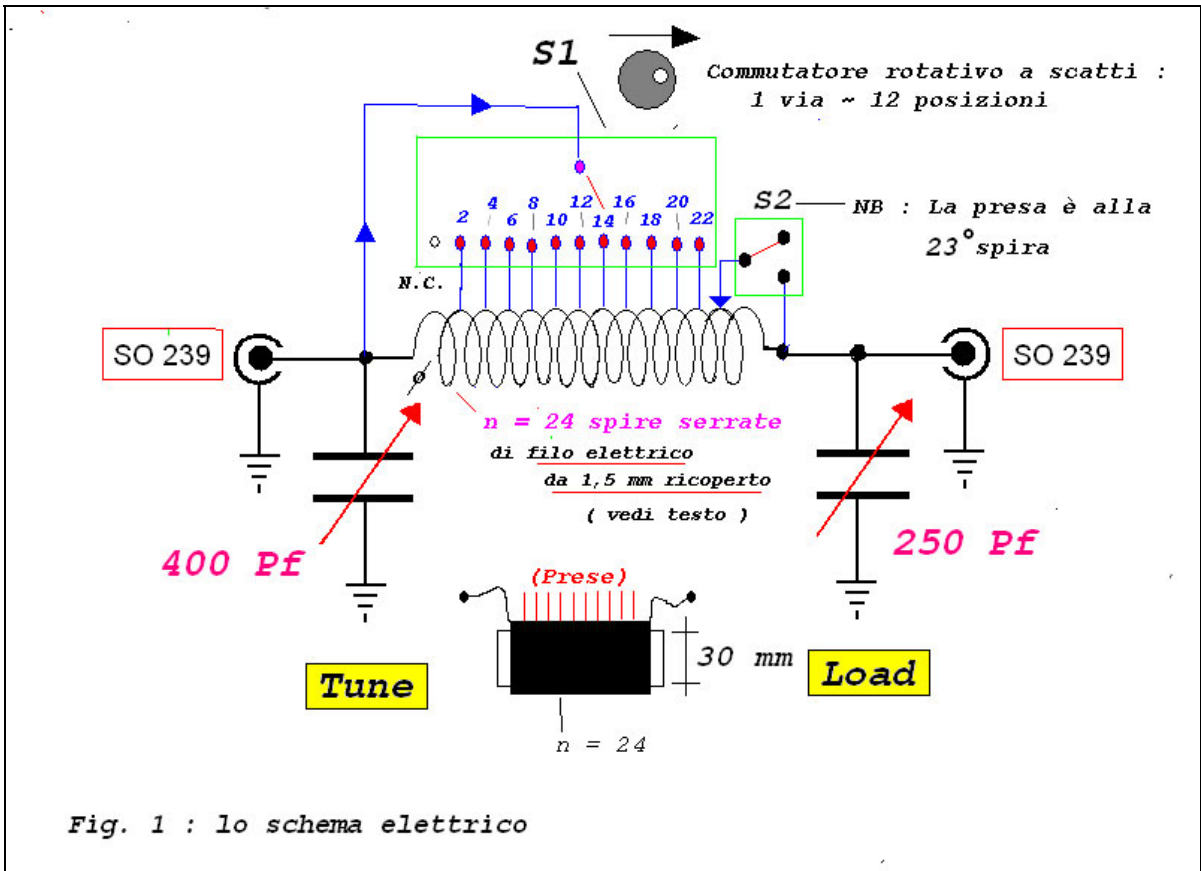 S1
Commutatore rotativo a scatti :
1 via ~ 12 posizioni
2 4 6 8 10 12 14 16 18 20 22
S2
NB : La presa è alla
23° spira
N.C.
SO 239
SO 239
n = 24 spire serrate
di filo elettrico
da 1,5 mm ricoperto
( vedi testo )
400 Pf
250 Pf
(Prese)
30 mm
Tune
Load
n = 24
Fig. 1 : lo schema elettrico